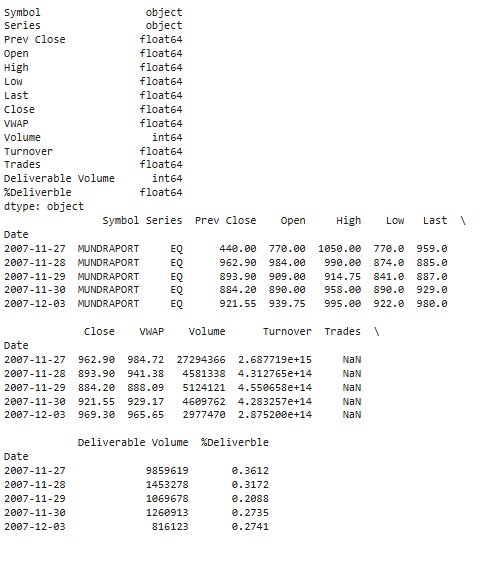 Symbol object
Series object
Prev Close float64
Open float64
High float64
Low float64
Last float64
Close float64
VWAP float64
Volume int64
Turnover float64
Trades float64
Deliverable Volume int64
%Deliverble float64
dtype: object
Symbol Series Prev Close Open High Low Last \
Date
2007-11-27 MUNDRAPORT EQ 440.00 770.00 1050.00 770.0 959.0
2007-11-28 MUNDRAPORT EQ 962.90 984.00 990.00 874.0 885.0
2007-11-29 MUNDRAPORT EQ 893.90 909.00 914.75 841.0 887.0
2007-11-30 MUNDRAPORT EQ 884.20 890.00 958.00 890.0 929.0
2007-12-03 MUNDRAPORT EQ 921.55 939.75 995.00 922.0 980.0
Close VWAP Volume Turnover Trades \
Date
2007-11-27 962.90 984.72 27294366 2.687719e+15 NaN
2007-11-28 893.90 941.38 4581338 4.312765e+14 NaN
2007-11-29 884.20 888.09 5124121 4.550658e+14 NaN
2007-11-30 921.55 929.17 4609762 4.283257e+14 NaN
2007-12-03 969.30 965.65 2977470 2.875200e+14 NaN
Deliverable Volume %Deliverble
Date
2007-11-27 9859619 0.3612
2007-11-28 1453278 0.3172
2007-11-29 1069678 0.2088
2007-11-30 1260913 0.2735
2007-12-03 816123 0.2741